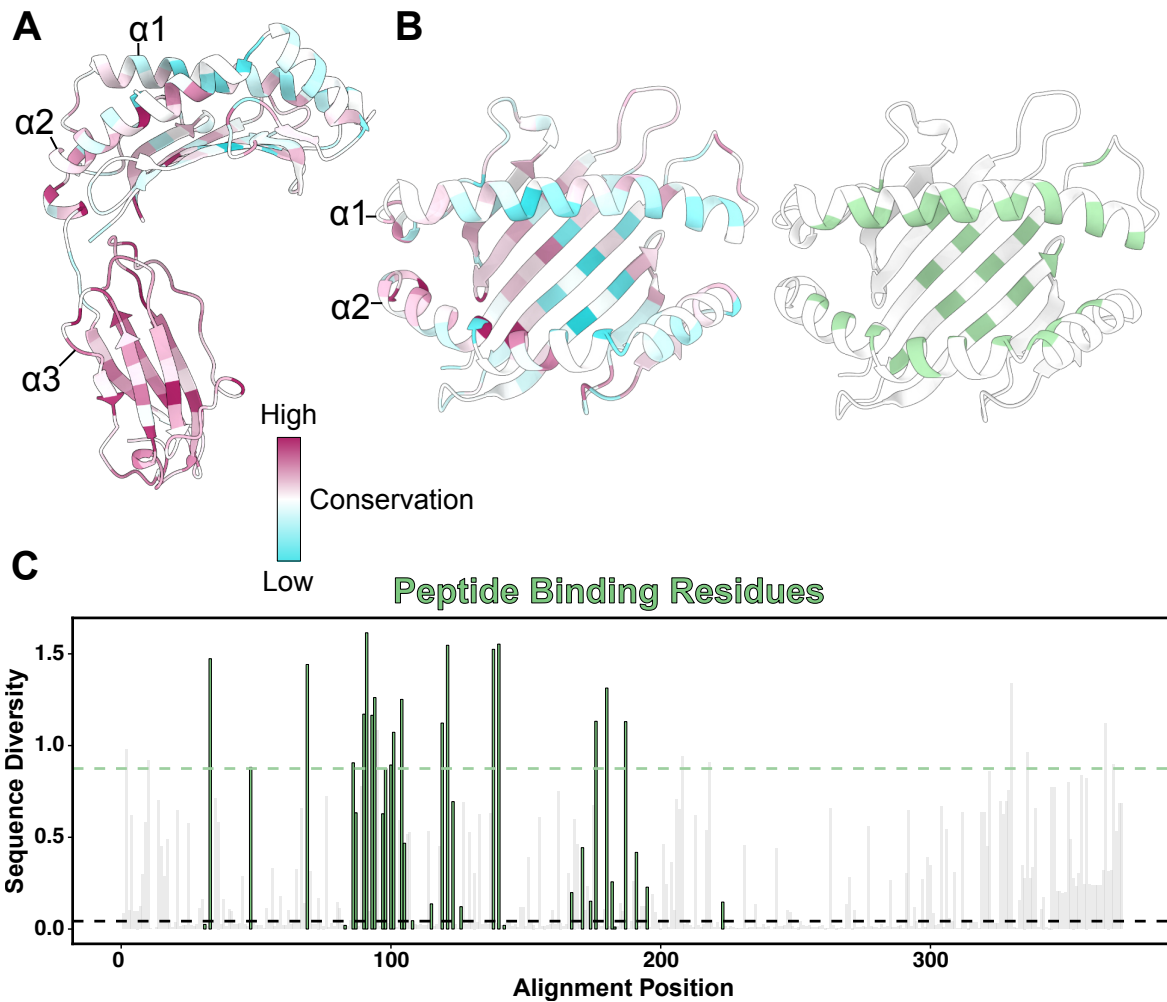 A
α1
α2
α3
High
Conservation
Low
B
α1
α2
C
Peptide Binding Residues
Sequence Diversity
1.5
1.0
0.5
0.0
0
100
200
300
Alignment Position